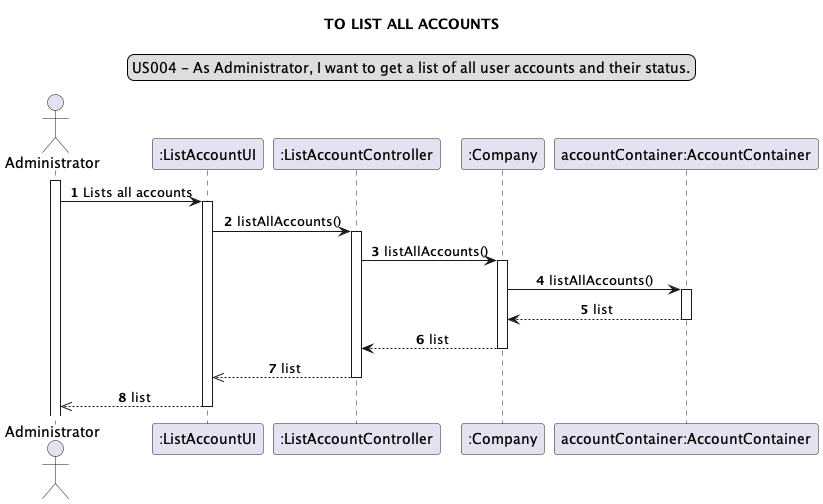 TO LIST ALL ACCOUNTS
US004 - As Administrator, I want to get a list of all user accounts and their status.
Administrator
:ListAccountUI
:ListAccountController
:Company
accountContainer:AccountContainer
1 Lists all accounts
2 listAllAccounts()
3 listAllAccounts()
4 listAllAccounts()
5 list
6 list
7 list
8 list
Administrator
:ListAccountUI
:ListAccountController
:Company
accountContainer:AccountContainer